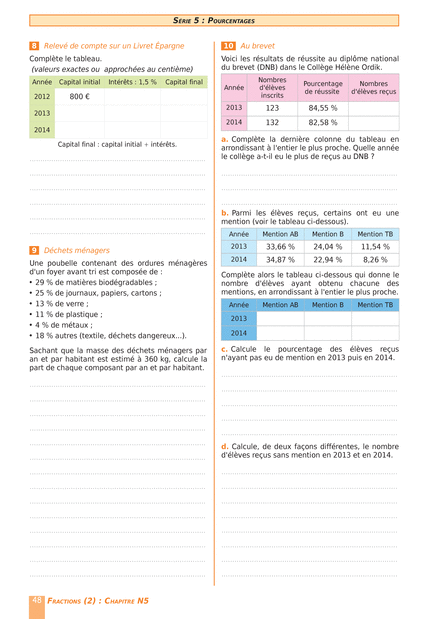 SÉRIE 5 : POURCENTAGES
8 Relevé de compte sur un Livret Épargne
Complète le tableau.
(valeurs exactes ou approchées au centième)
Année Capital initial Intérêts : 1,5 % Capital final
2012 800 €
2013
2014
Capital final : capital initial + intérêts.
9 Déchets ménagers
Une poubelle contenant des ordures ménagères
d'un foyer avant tri est composée de :
• 29 % de matières biodégradables ;
• 25 % de journaux, papiers, cartons ;
• 13 % de verre ;
• 11 % de plastique ;
• 4 % de métaux ;
• 18 % autres (textile, déchets dangereux...).
Sachant que la masse des déchets ménagers par
an et par habitant est estimé à 360 kg, calcule la
part de chaque composant par an et par habitant.
10 Au brevet
Voici les résultats de réussite au diplôme national
du brevet (DNB) dans le Collège Hélène Ordik.
Année Nombres d'élèves inscrits Pourcentage de réussite Nombres d'élèves reçus
2013 123 84,55 %
2014 132 82,58 %
a. Complète la dernière colonne du tableau en
arrondissant à l'entier le plus proche. Quelle année
le collège a-t-il eu le plus de reçus au DNB ?
b. Parmi les élèves reçus, certains ont eu une
mention (voir le tableau ci-dessous).
Année Mention AB Mention B Mention TB
2013 33,66 % 24,04 % 11,54 %
2014 34,87 % 22,94 % 8,26 %
Complète alors le tableau ci-dessous qui donne le
nombre d'élèves ayant obtenu chacune des
mentions, en arrondissant à l'entier le plus proche.
Année Mention AB Mention B Mention TB
2013
2014
c. Calcule le pourcentage des élèves reçus
n'ayant pas eu de mention en 2013 puis en 2014.
d. Calcule, de deux façons différentes, le nombre
d'élèves reçus sans mention en 2013 et en 2014.
48 FRACTIONS (2) : CHAPITRE N5